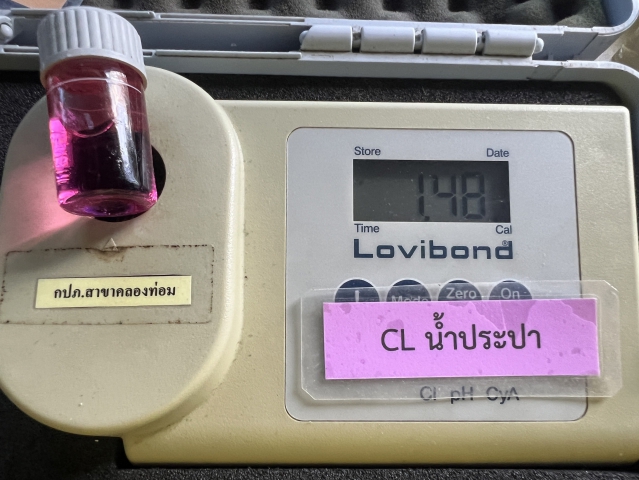 Store Date
1.48
Time Cal
Lovibond®
กปภ.สาขาคลองท่อม
! Mode Zero On
CL น้ำประปา
Cl pH CyA